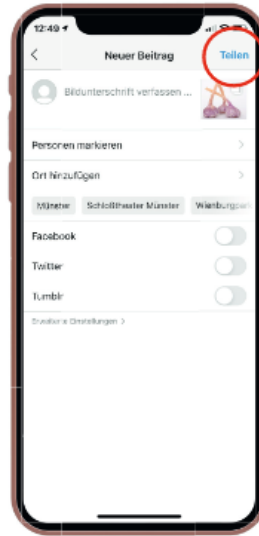 12:49
Neuer Beitrag
Teilen
Bildunterschrift verfassen ...
Personen markieren
Ort hinzufügen
Münster Schloßtheater Münster Wienburgpark
Facebook
Twitter
Tumblr
Erweiterte Einstellungen